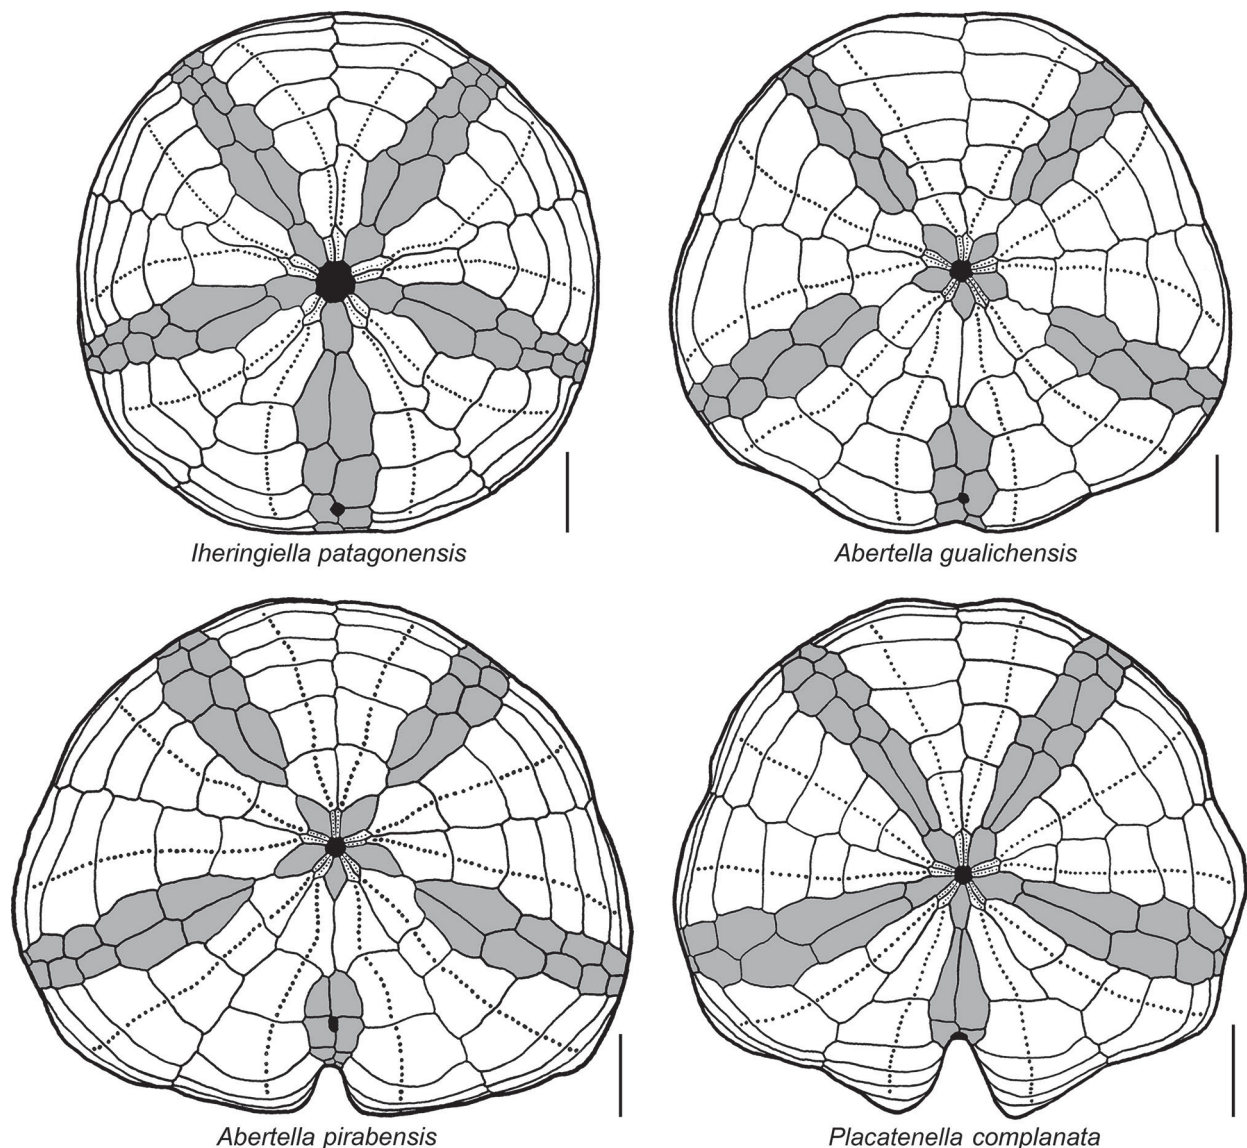 Iheringiella patagonensis
Abertella gualichensis
Abertella pirabensis
Placatenella complanata